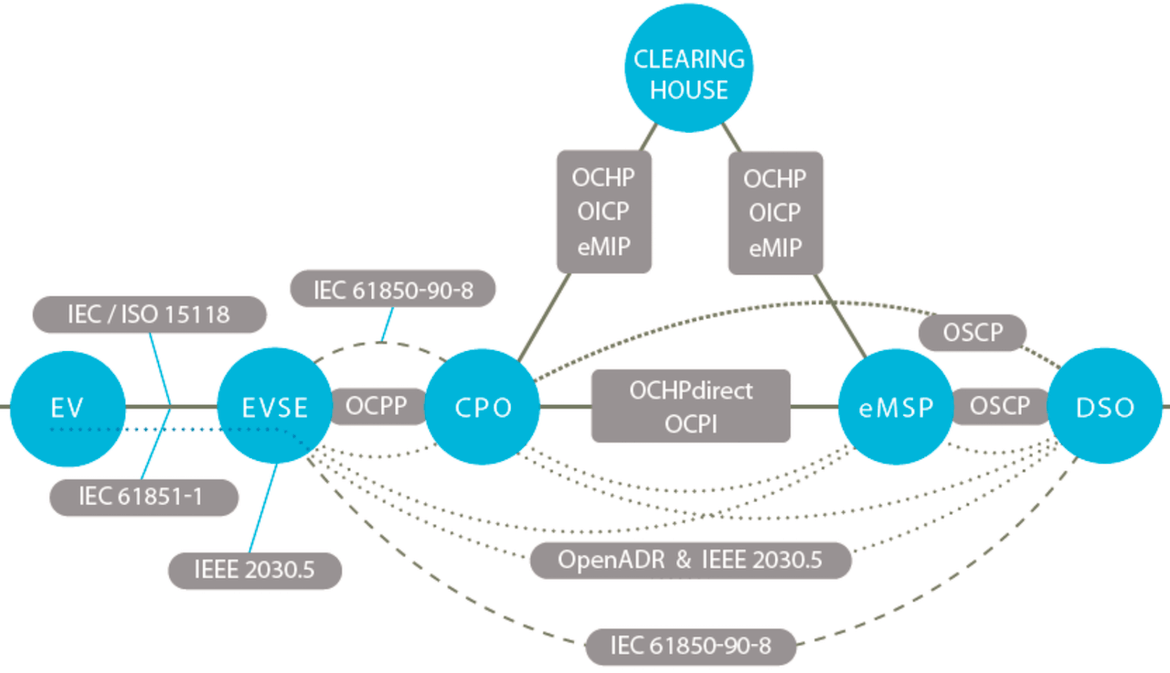 CLEARING
HOUSE
OCHP
OICP
eMIP
OCHP
OICP
eMIP
IEC 61850-90-8
IEC / ISO 15118
OSCP
EV
EVSE
OCPP
CPO
OCHPdirect
OCPI
eMSP
OSCP
DSO
IEC 61851-1
IEEE 2030.5
OpenADR & IEEE 2030.5
IEC 61850-90-8